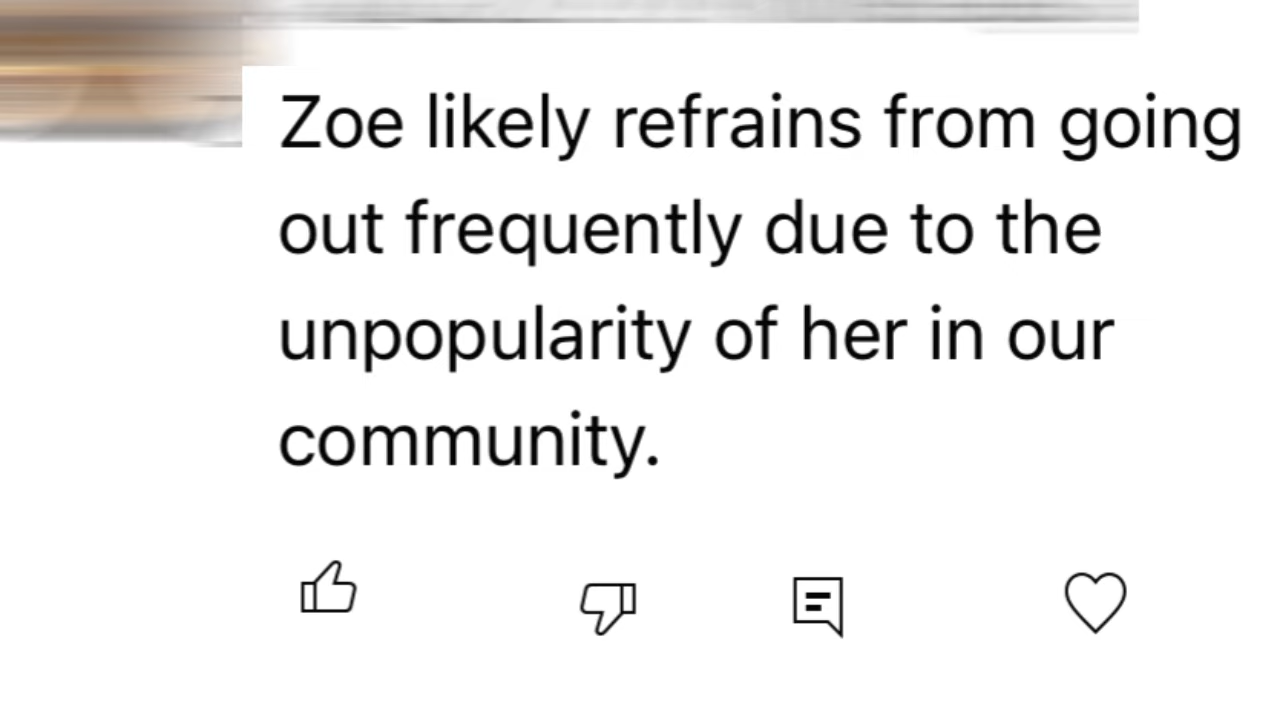 Zoe likely refrains from going
out frequently due to the
unpopularity of her in our
community.